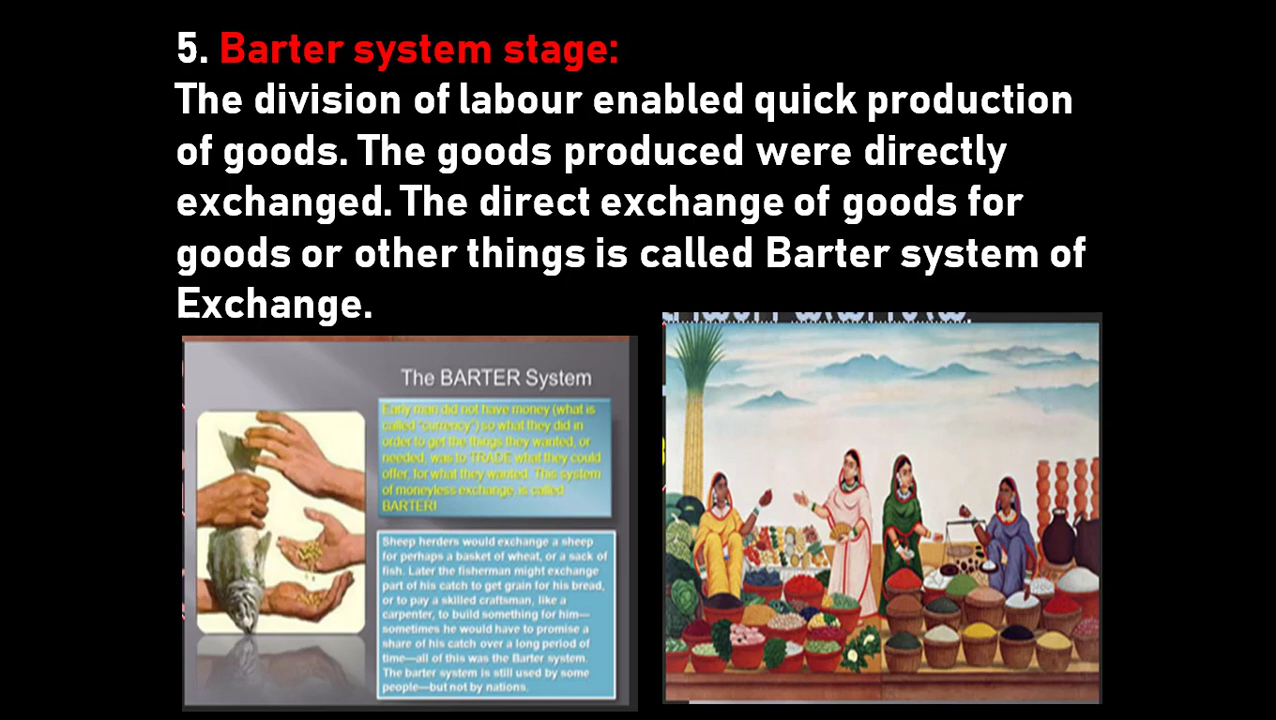 5. Barter system stage:
The division of labour enabled quick production
of goods. The goods produced were directly
exchanged. The direct exchange of goods for
goods or other things is called Barter system of
Exchange.
The BARTER System
Early man did not have money (what is
called "currency") so what they did in
order to get the things they wanted, or
needed, was to TRADE what they could
offer, for what they wanted. This system
of moneyless exchange, is called
BARTER!
Sheep herders would exchange a sheep
for perhaps a basket of wheat, or a sack of
fish. Later the fisherman might exchange
part of his catch to get grain for his bread,
or to pay a skilled craftsman, like a
carpenter, to build something for him—
sometimes he would have to promise a
share of his catch over a long period of
time—all of this was the Barter system.
The barter system is still used by some
people—but not by nations.